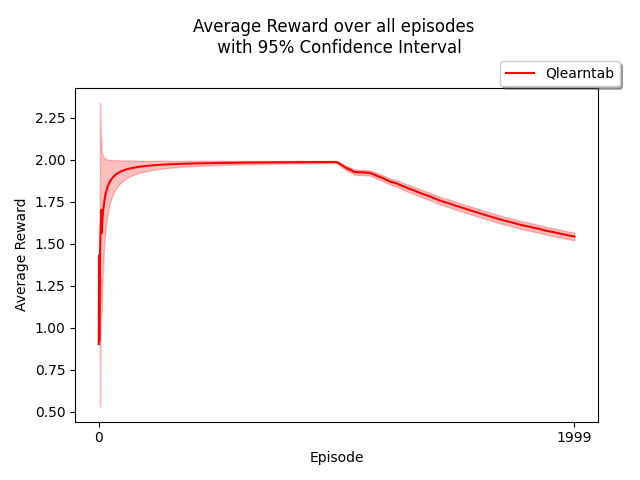 Average Reward over all episodes
with 95% Confidence Interval
Qlearntab
2.25
2.00
1.75
1.50
1.25
1.00
0.75
0.50
Average Reward
0
1999
Episode